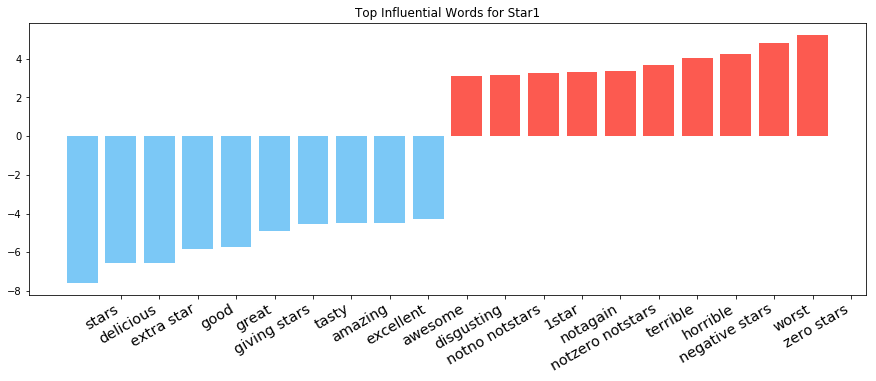 Top Influential Words for Star1
4
2
0
−2
−4
−6
−8
stars
delicious
extra star
good
great
giving stars
tasty
amazing
excellent
awesome
disgusting
notno notstars
1star
notagain
notzero notstars
terrible
horrible
negative stars
worst
zero stars